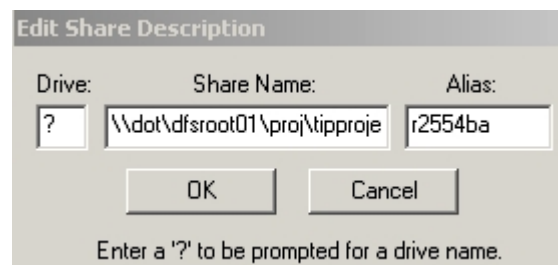 Edit Share Description
Drive: Share Name: Alias:
? \\dot\dfsroot01\proj\tipproje r2554ba
OK Cancel
Enter a '?' to be prompted for a drive name.